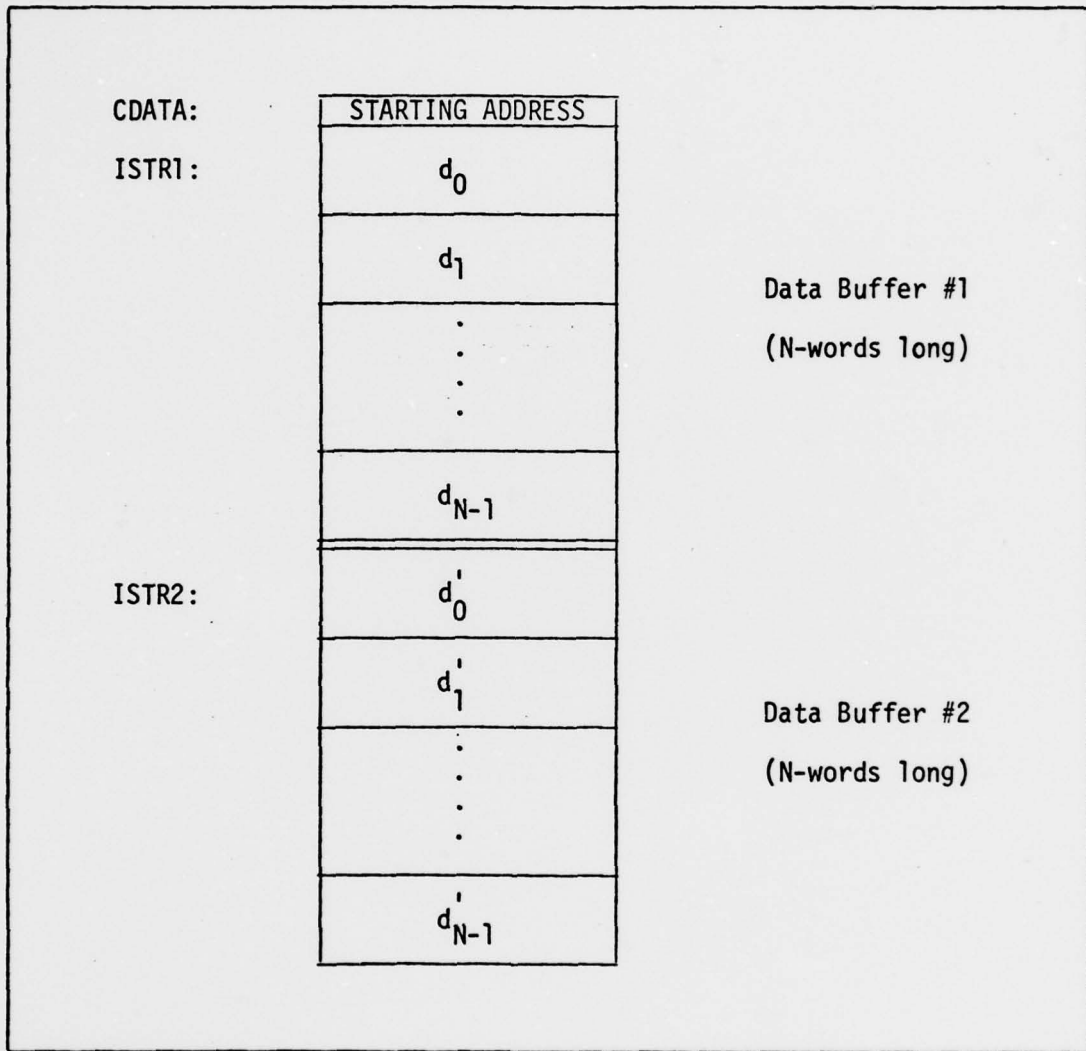 CDATA: STARTING ADDRESS
ISTR1: d0
d1
Data Buffer #1
(N-words long)
dN-1
ISTR2: d'0
d'1
Data Buffer #2
(N-words long)
d'N-1